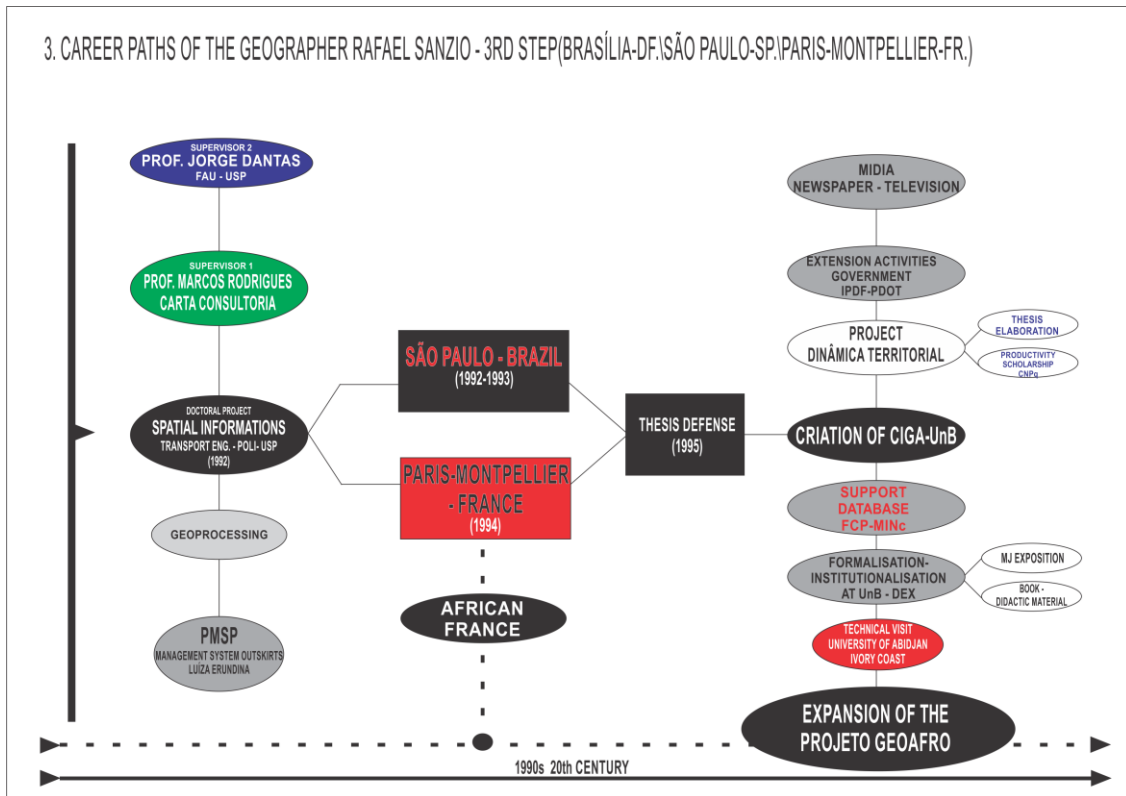 3. CAREER PATHS OF THE GEOGRAPHER RAFAEL SANZIO - 3RD STEP(BRASÍLIA-DF.\SÃO PAULO-SP.\PARIS-MONTPELLIER-FR.)
SUPERVISOR 2
PROF. JORGE DANTAS
FAU - USP
SUPERVISOR 1
PROF. MARCOS RODRIGUES
CARTA CONSULTORIA
DOCTORAL PROJECT
SPATIAL INFORMATIONS
TRANSPORT ENG. - POLI- USP
(1992)
GEOPROCESSING
PMSP
MANAGEMENT SYSTEM OUTSKIRTS
LUÍZA ERUNDINA
SÃO PAULO - BRAZIL
(1992-1993)
PARIS-MONTPELLIER
- FRANCE
(1994)
AFRICAN
FRANCE
THESIS DEFENSE
(1995)
MIDIA
NEWSPAPER - TELEVISION
EXTENSION ACTIVITIES
GOVERNMENT
IPDF-PDOT
PROJECT
DINÂMICA TERRITORIAL
THESIS
ELABORATION
PRODUCTIVITY
SCHOLARSHIP
CNPq
CRIATION OF CIGA-UnB
SUPPORT
DATABASE
FCP-MINc
FORMALISATION-
INSTITUTIONALISATION
AT UnB - DEX
MJ EXPOSITION
BOOK -
DIDACTIC MATERIAL
TECHNICAL VISIT
UNIVERSITY OF ABIDJAN
IVORY COAST
EXPANSION OF THE
PROJETO GEOAFRO
1990s 20th CENTURY